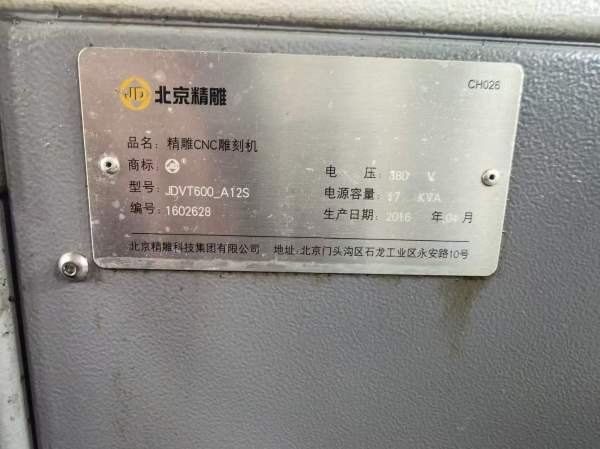 CH026
JD 北京精雕
品名: 精雕CNC雕刻机
商标:
型号: JDVT600_A12S
编号: 1602628
电 压: 380 V
电源容量: 17 KVA
生产日期: 2016 年 04 月
北京精雕科技集团有限公司 地址: 北京门头沟区石龙工业区永安路10号